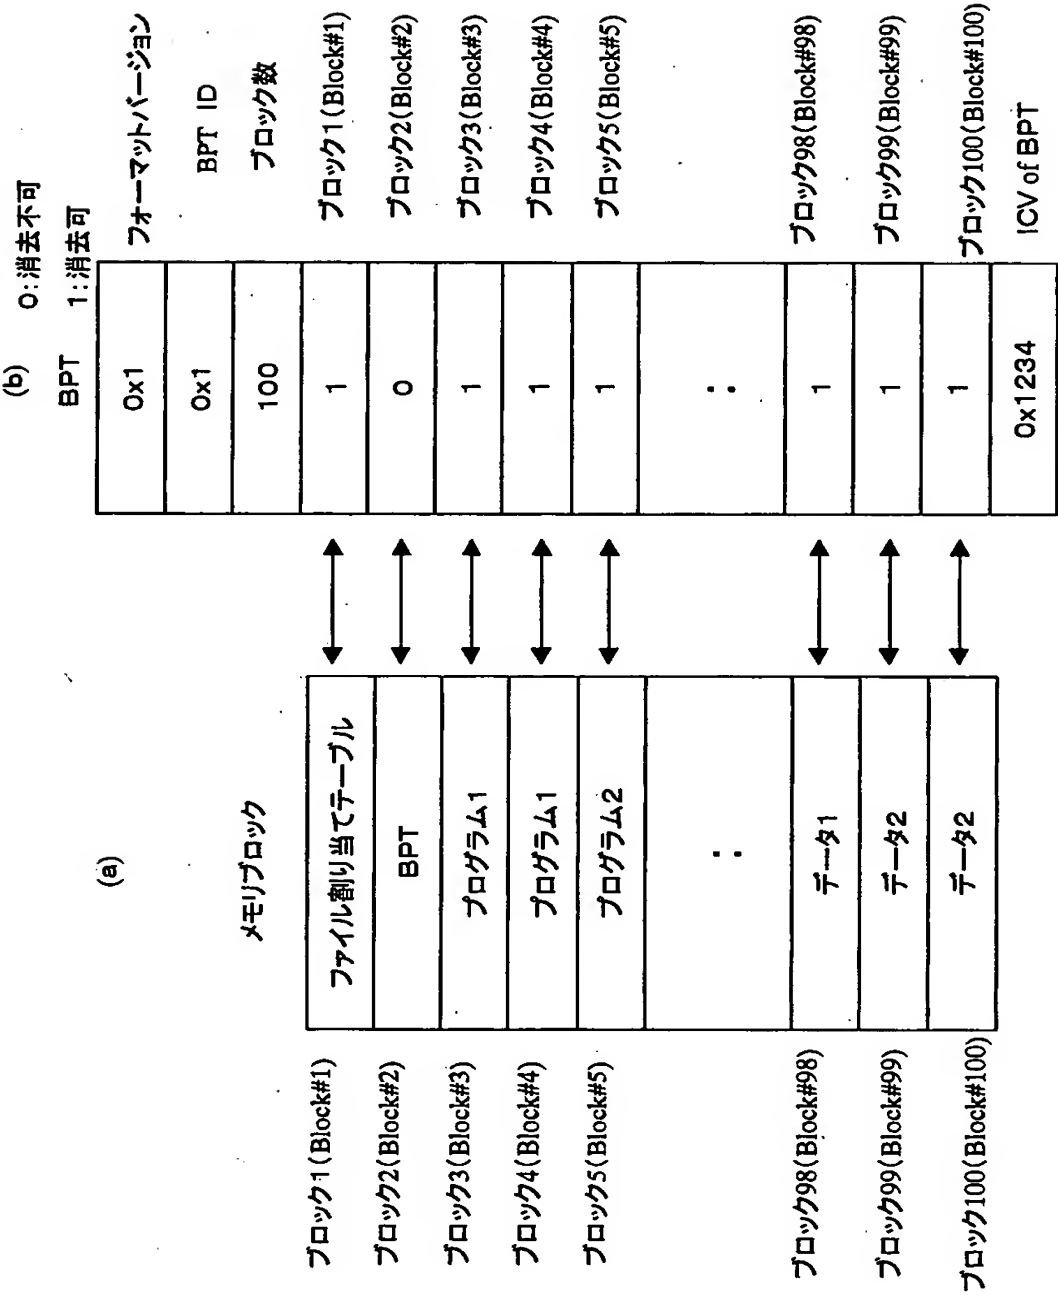 (a)
メモリブロック
ブロック1(Block#1)
ファイル割り当てテーブル
ブロック2(Block#2)
BPT
ブロック3(Block#3)
プログラム1
ブロック4(Block#4)
プログラム1
ブロック5(Block#5)
プログラム2
:
ブロック98(Block#98)
データ1
ブロック99(Block#99)
データ2
ブロック100(Block#100)
データ2
(b)
0:消去不可
BPT
1:消去可
0x1
フォーマットバージョン
0x1
BPT ID
100
ブロック数
1
ブロック1(Block#1)
0
ブロック2(Block#2)
1
ブロック3(Block#3)
1
ブロック4(Block#4)
1
ブロック5(Block#5)
:
1
ブロック98(Block#98)
1
ブロック99(Block#99)
1
ブロック100(Block#100)
0x1234
ICV of BPT